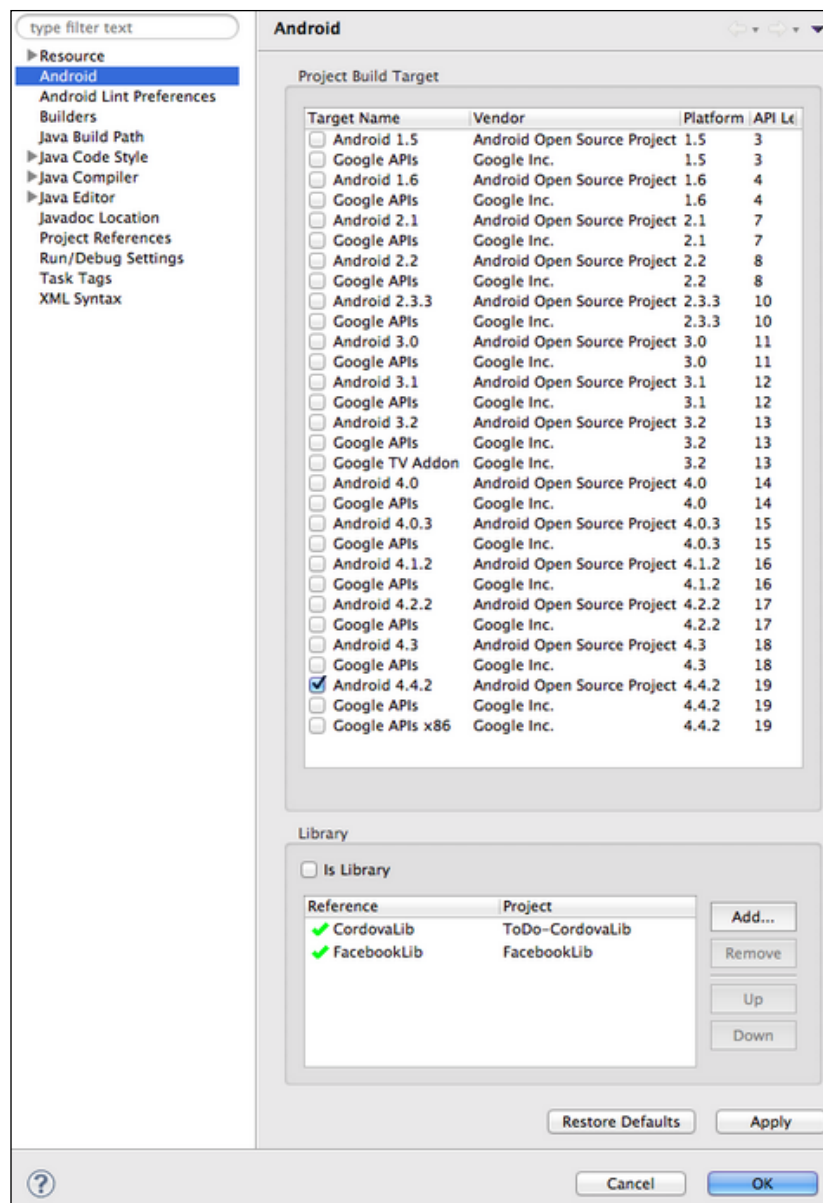 type filter text
Resource
Android
Android Lint Preferences
Builders
Java Build Path
Java Code Style
Java Compiler
Java Editor
Javadoc Location
Project References
Run/Debug Settings
Task Tags
XML Syntax
Android
Project Build Target
Target Name Vendor Platform API Le
Android 1.5 Android Open Source Project 1.5 3
Google APIs Google Inc. 1.5 3
Android 1.6 Android Open Source Project 1.6 4
Google APIs Google Inc. 1.6 4
Android 2.1 Android Open Source Project 2.1 7
Google APIs Google Inc. 2.1 7
Android 2.2 Android Open Source Project 2.2 8
Google APIs Google Inc. 2.2 8
Android 2.3.3 Android Open Source Project 2.3.3 10
Google APIs Google Inc. 2.3.3 10
Android 3.0 Android Open Source Project 3.0 11
Google APIs Google Inc. 3.0 11
Android 3.1 Android Open Source Project 3.1 12
Google APIs Google Inc. 3.1 12
Android 3.2 Android Open Source Project 3.2 13
Google APIs Google Inc. 3.2 13
Google TV Addon Google Inc. 3.2 13
Android 4.0 Android Open Source Project 4.0 14
Google APIs Google Inc. 4.0 14
Android 4.0.3 Android Open Source Project 4.0.3 15
Google APIs Google Inc. 4.0.3 15
Android 4.1.2 Android Open Source Project 4.1.2 16
Google APIs Google Inc. 4.1.2 16
Android 4.2.2 Android Open Source Project 4.2.2 17
Google APIs Google Inc. 4.2.2 17
Android 4.3 Android Open Source Project 4.3 18
Google APIs Google Inc. 4.3 18
Android 4.4.2 Android Open Source Project 4.4.2 19
Google APIs Google Inc. 4.4.2 19
Google APIs x86 Google Inc. 4.4.2 19
Library
Is Library
Reference Project
CordovaLib ToDo-CordovaLib
FacebookLib FacebookLib
Add...
Remove
Up
Down
Restore Defaults Apply
? Cancel OK